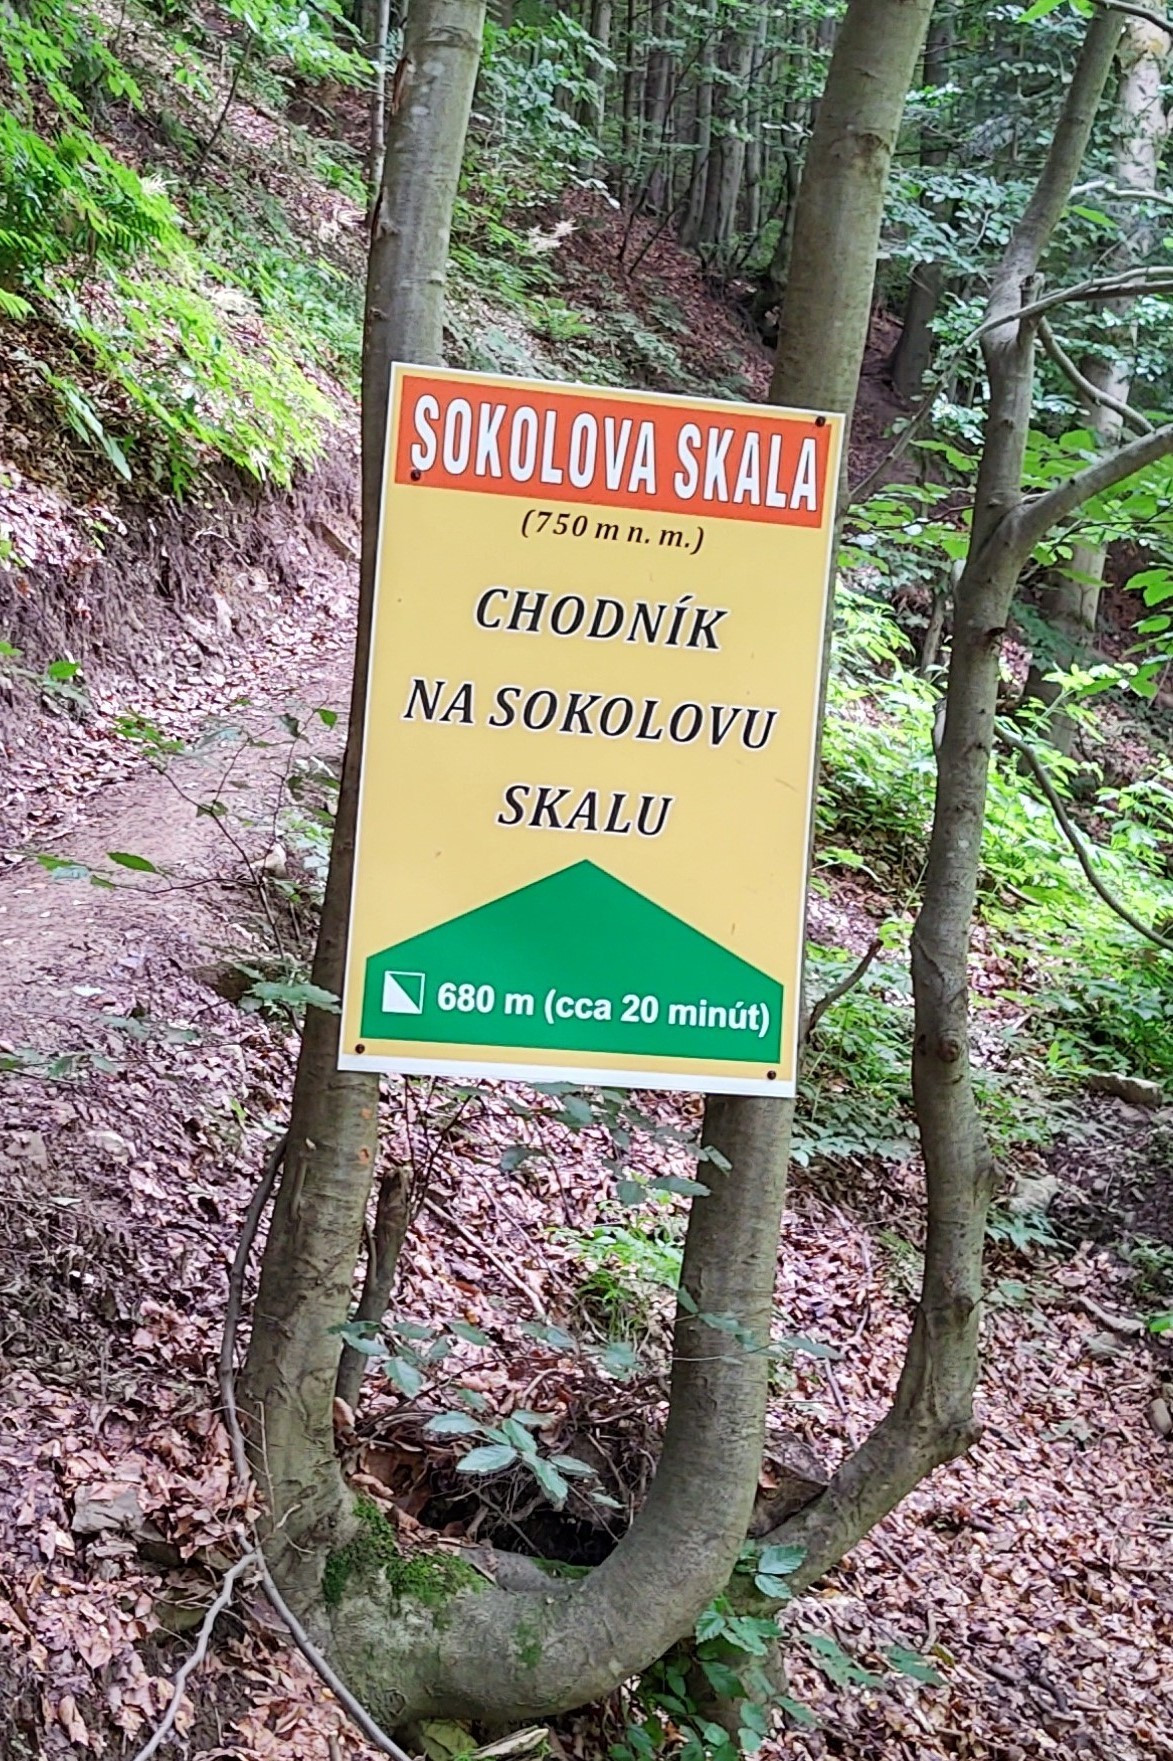 SOKOLOVA SKALA
(750 m n. m.)
CHODNÍK
NA SOKOLOVU
SKALU
680 m (cca 20 minút)